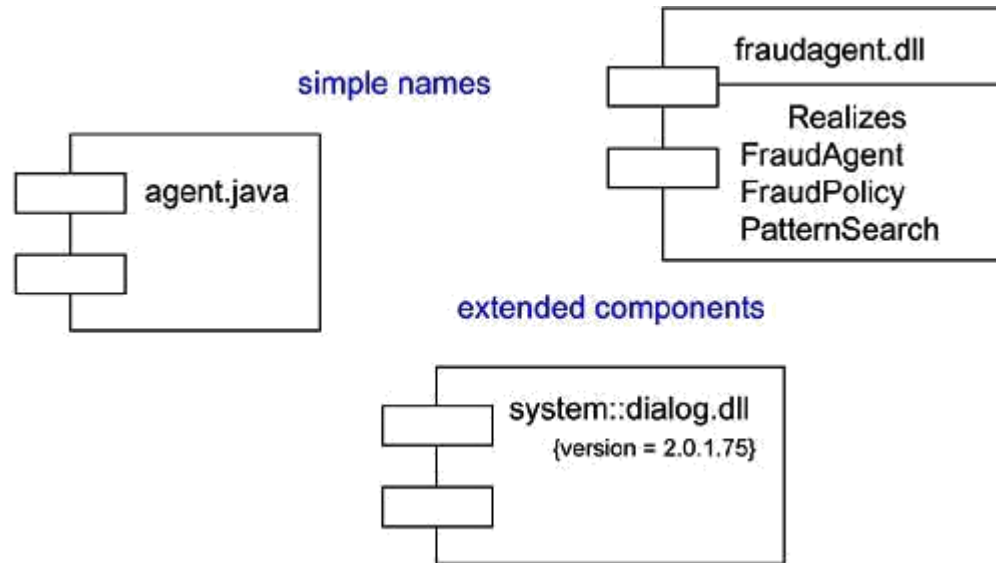 simple names
agent.java
fraudagent.dll
Realizes
FraudAgent
FraudPolicy
PatternSearch
extended components
system::dialog.dll
{version = 2.0.1.75}